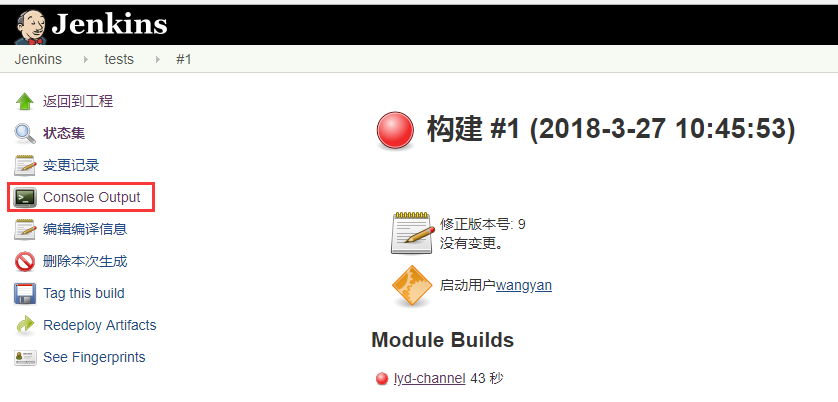 Jenkins
Jenkins tests #1
返回到工程
状态集
变更记录
Console Output
编辑编译信息
删除本次生成
Tag this build
Redeploy Artifacts
See Fingerprints
构建 #1 (2018-3-27 10:45:53)
修正版本号: 9
没有变更。
启动用户wangyan
Module Builds
lyd-channel 43 秒